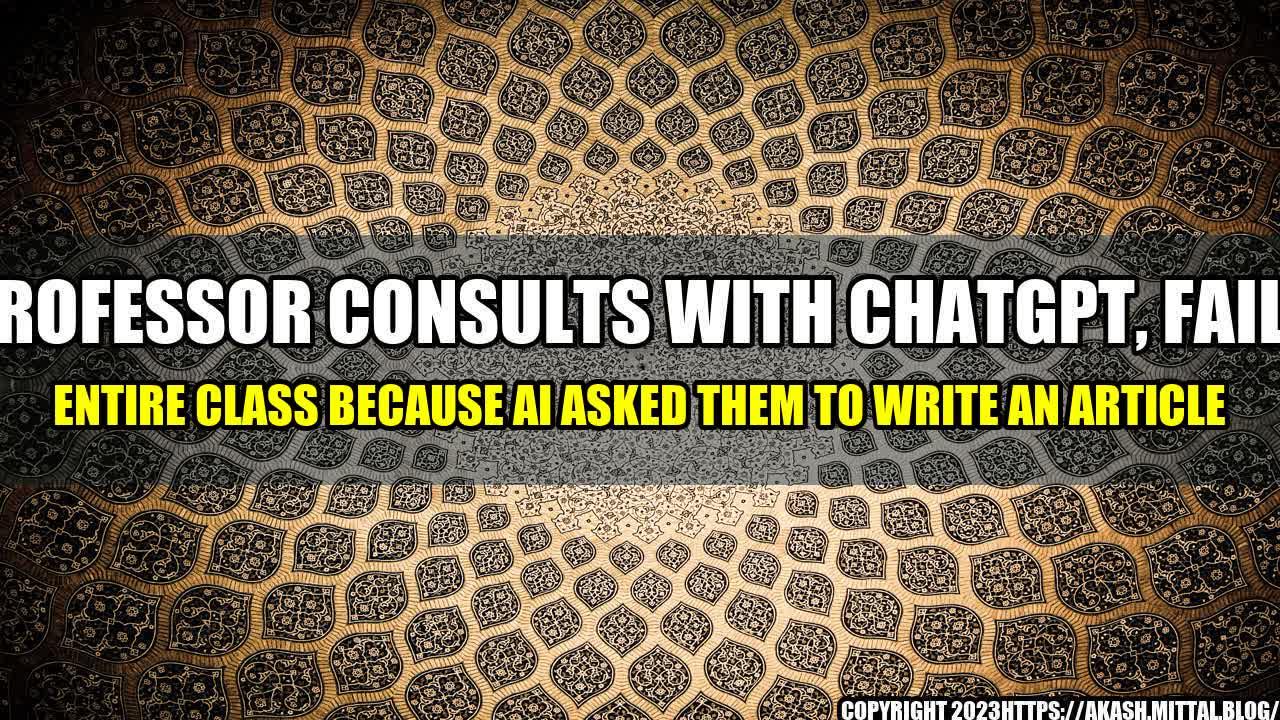 ROFESSOR CONSULTS WITH CHATGPT, FAIL
ENTIRE CLASS BECAUSE AI ASKED THEM TO WRITE AN ARTICLE
COPYRIGHT 2023HTTPS://AKASH.MITTAL.BLOG/